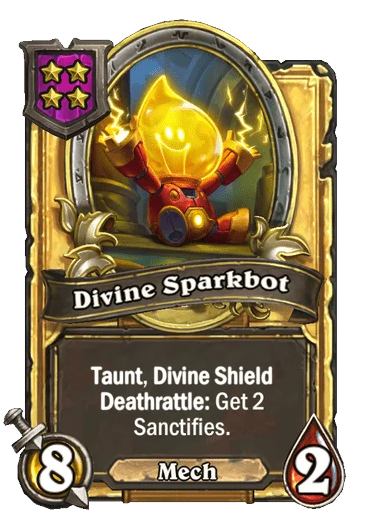 Divine Sparkbot
Taunt, Divine Shield
Deathrattle: Get 2
Sanctifies.
8
Mech
2